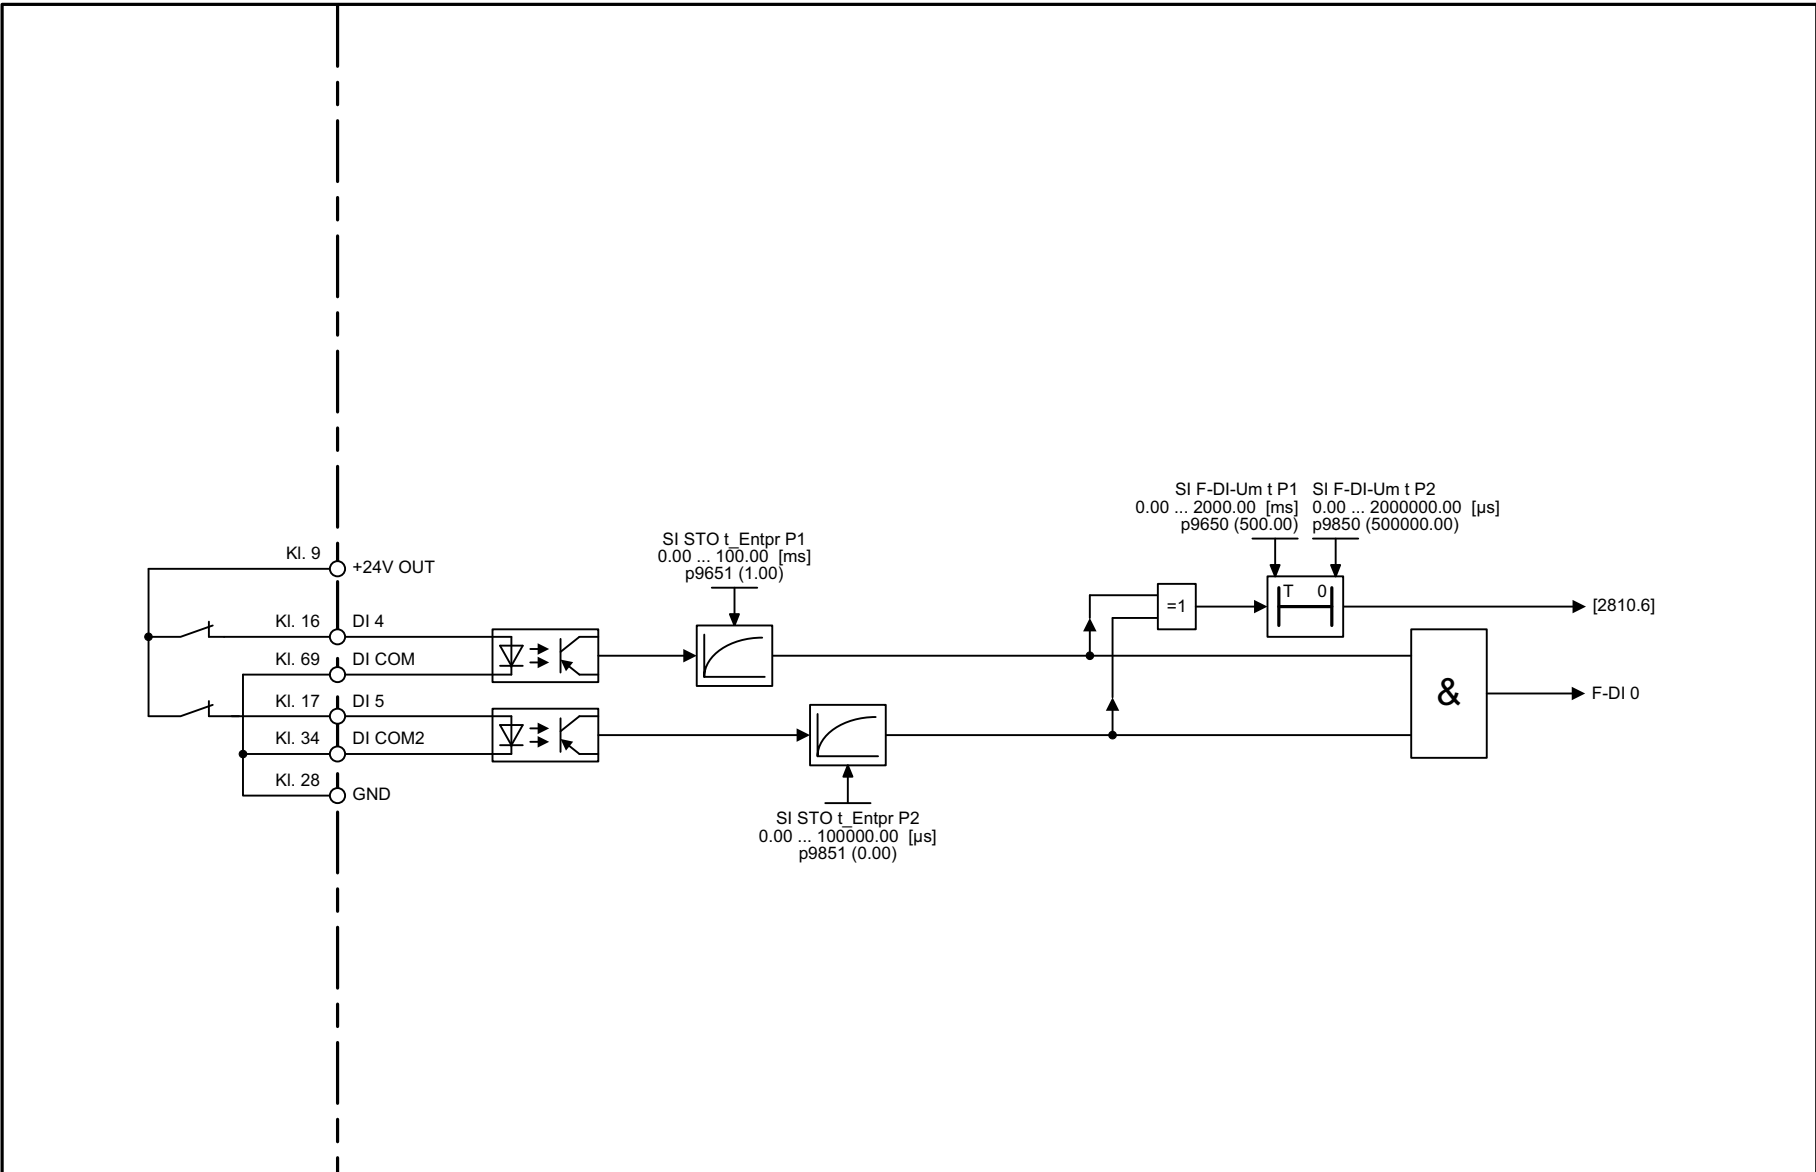 SI F-DI-Um t P1
0.00 ... 2000.00 [ms]
p9650 (500.00)
SI F-DI-Um t P2
0.00 ... 2000000.00 [µs]
p9850 (500000.00)
SI STO t_Entpr P1
0.00 ... 100.00 [ms]
p9651 (1.00)
Kl. 9
+24V OUT
Kl. 16
DI 4
Kl. 69
DI COM
Kl. 17
DI 5
Kl. 34
DI COM2
Kl. 28
GND
=1
T 0
[2810.6]
&
F-DI 0
SI STO t_Entpr P2
0.00 ... 100000.00 [µs]
p9851 (0.00)